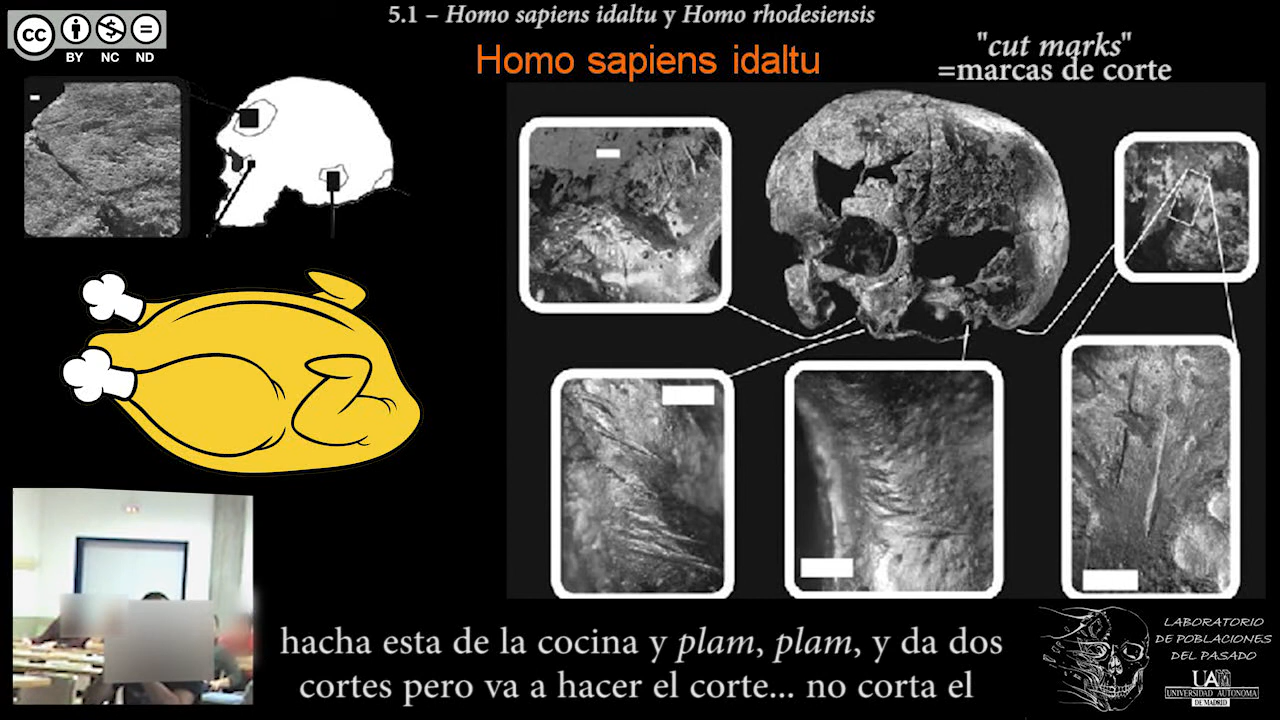 5.1 – Homo sapiens idaltu y Homo rhodesiensis
cc
BY NC ND
Homo sapiens idaltu
"cut marks"
=marcas de corte
hacha esta de la cocina y plam, plam, y da dos
cortes pero va a hacer el corte... no corta el
LABORATORIO
DE POBLACIONES
DEL PASADO
UAM
UNIVERSIDAD AUTONOMA
DE MADRID